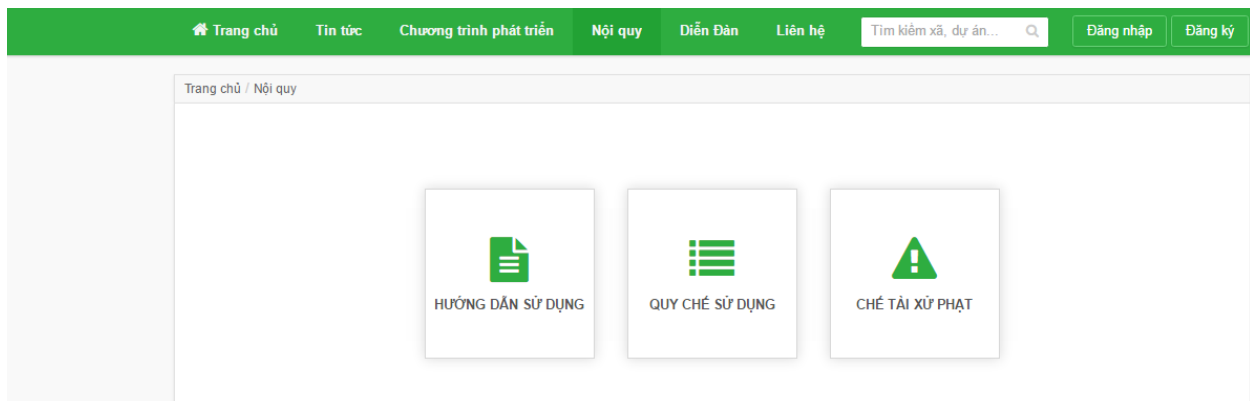 Trang chủ Tin tức Chương trình phát triển Nội quy Diễn Đàn Liên hệ Tìm kiếm xã, dự án... Đăng nhập Đăng ký
Trang chủ / Nội quy
HƯỚNG DẪN SỬ DỤNG QUY CHẾ SỬ DỤNG CHẾ TÀI XỬ PHẠT